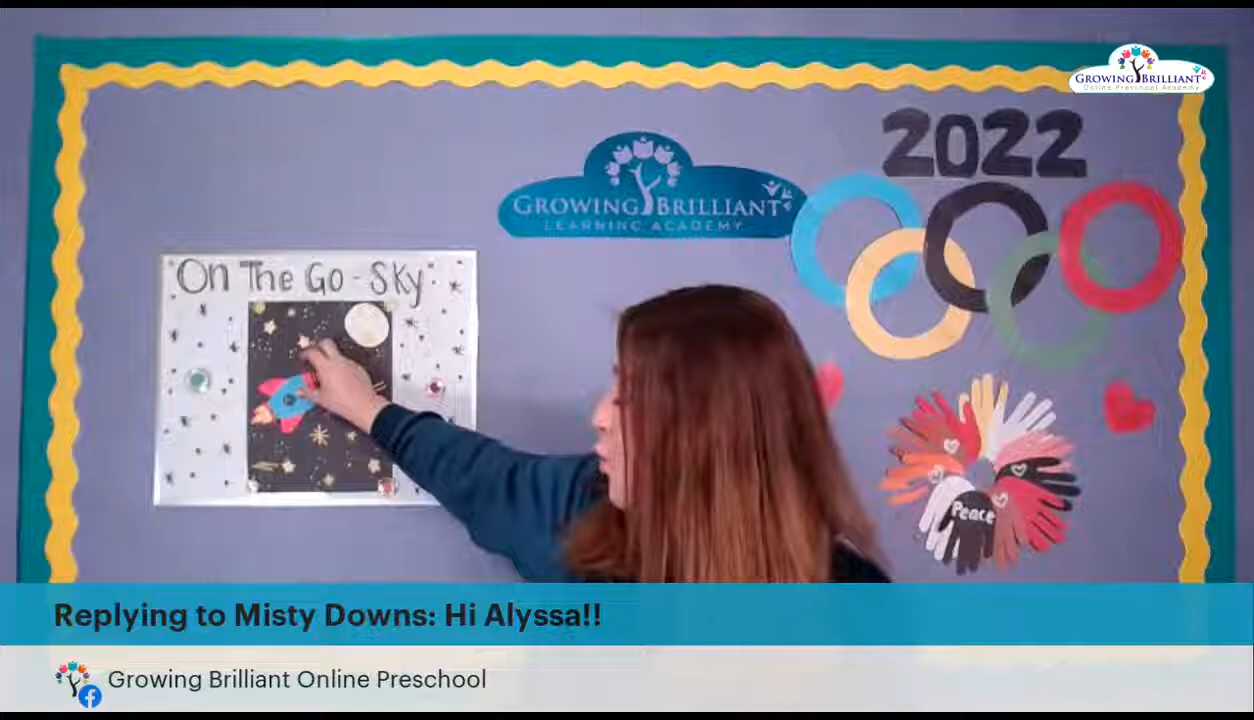 GROWING BRILLIANT
Online Preschool Academy
2022
GROWING BRILLIANT
LEARNING ACADEMY
On The Go-Sky
Peace
Replying to Misty Downs: Hi Alyssa!!
Growing Brilliant Online Preschool